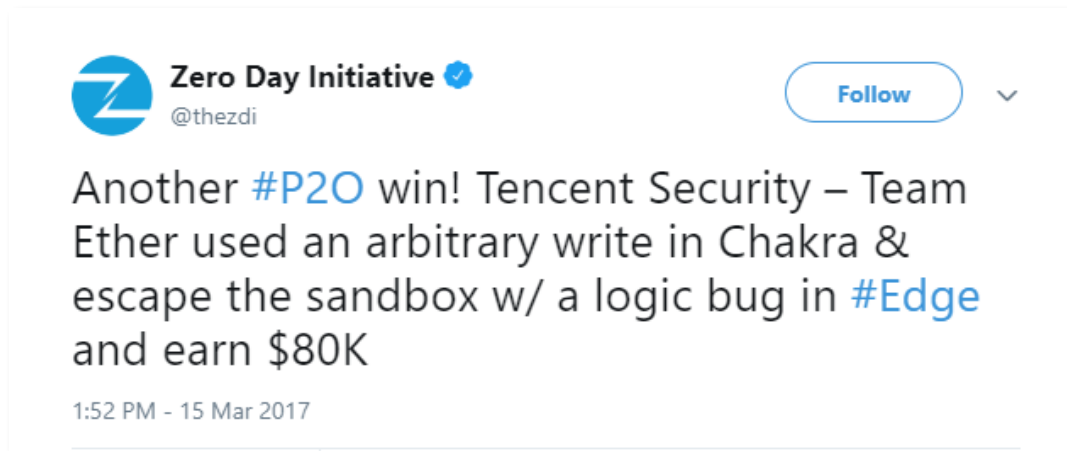 Zero Day Initiative
@thezdi
Follow
Another #P2O win! Tencent Security – Team
Ether used an arbitrary write in Chakra &
escape the sandbox w/ a logic bug in #Edge
and earn $80K
1:52 PM - 15 Mar 2017